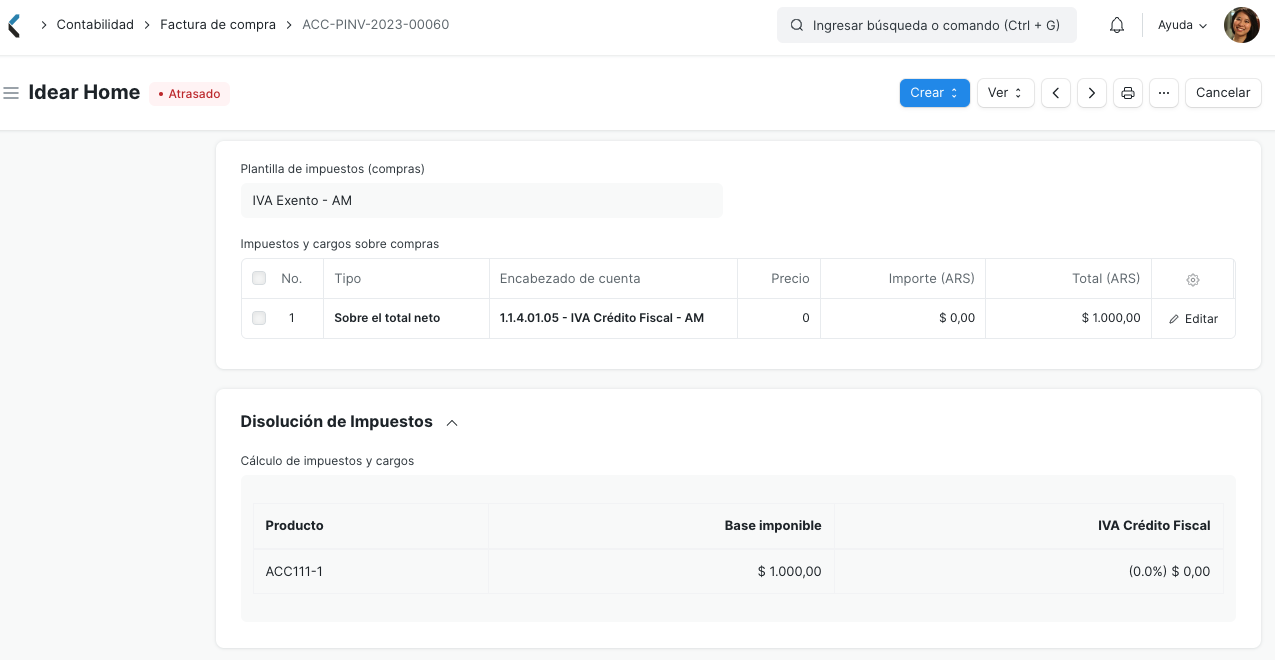 Contabilidad Factura de compra ACC-PINV-2023-00060 Ingresar búsqueda o comando (Ctrl + G) Ayuda
Idear Home • Atrasado Crear Ver ... Cancelar
Plantilla de impuestos (compras)
IVA Exento - AM
Impuestos y cargos sobre compras
No. Tipo Encabezado de cuenta Precio Importe (ARS) Total (ARS)
1 Sobre el total neto 1.1.4.01.05 - IVA Crédito Fiscal - AM 0 $ 0,00 $ 1.000,00 Editar
Disolución de Impuestos
Cálculo de impuestos y cargos
Producto Base imponible IVA Crédito Fiscal
ACC111-1 $ 1.000,00 (0.0%) $ 0,00